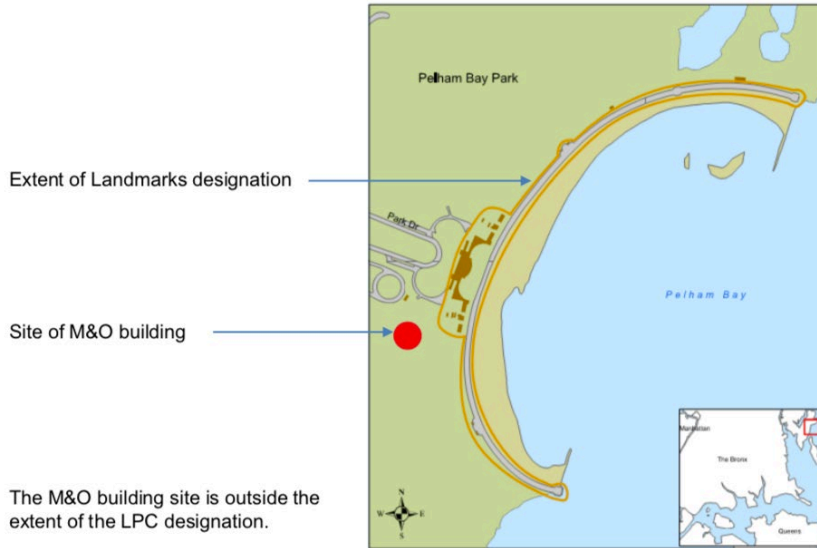 Pelham Bay Park
Extent of Landmarks designation
Park Dr
Pelham Bay
Site of M&O building
Manhattan
The Bronx
The M&O building site is outside the
extent of the LPC designation.
N
W E
S
Queens